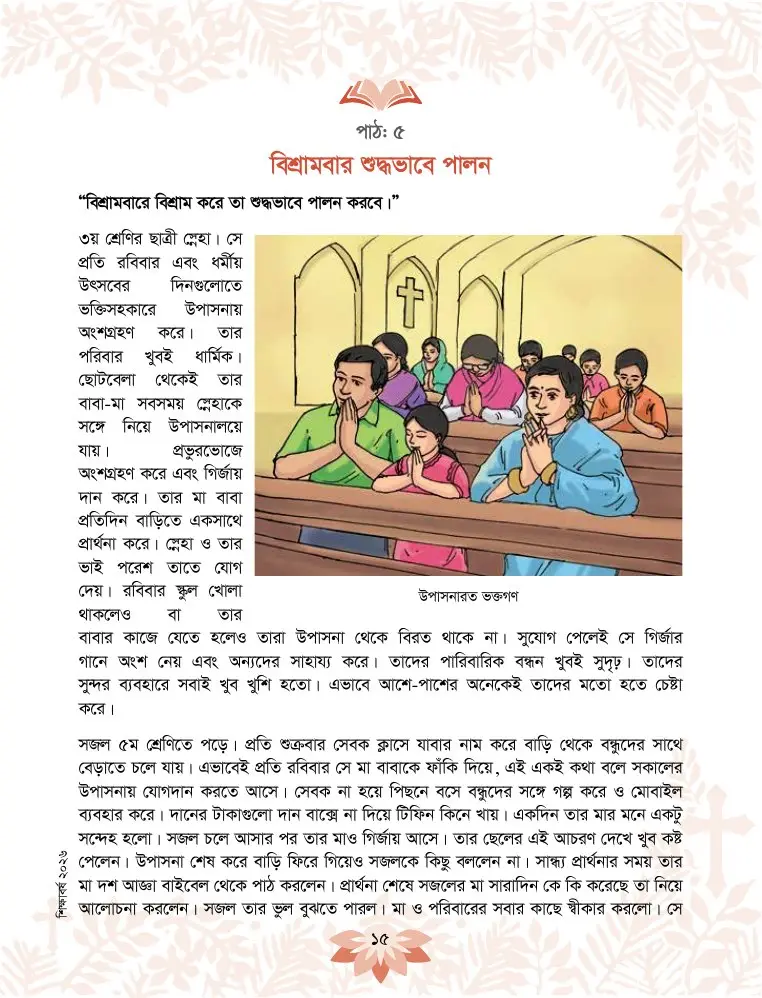 পাঠ: ৫
বিশ্রামবার শুদ্ধভাবে পালন
“বিশ্রামবারে বিশ্রাম করে তা শুদ্ধভাবে পালন করবে।”
৩য় শ্রেণির ছাত্রী স্নেহা। সে
প্রতি রবিবার এবং ধর্মীয়
উৎসবের দিনগুলোতে
ভক্তিসহকারে উপাসনায়
অংশগ্রহণ করে। তার
পরিবার খুবই ধার্মিক।
ছোটবেলা থেকেই তার
বাবা-মা সবসময় স্নেহাকে
সঙ্গে নিয়ে উপাসনালয়ে
যায়। প্রভুরভোজে
অংশগ্রহণ করে এবং গির্জায়
দান করে। তার মা বাবা
প্রতিদিন বাড়িতে একসাথে
প্রার্থনা করে। স্নেহা ও তার
ভাই পরেশ তাতে যোগ
দেয়। রবিবার স্কুল খোলা
থাকলেও বা তার
উপাসনারত ভক্তগণ
বাবার কাজে যেতে হলেও তারা উপাসনা থেকে বিরত থাকে না। সুযোগ পেলেই সে গির্জার
গানে অংশ নেয় এবং অন্যদের সাহায্য করে। তাদের পারিবারিক বন্ধন খুবই সুদৃঢ়। তাদের
সুন্দর ব্যবহারে সবাই খুব খুশি হতো। এভাবে আশে-পাশের অনেকেই তাদের মতো হতে চেষ্টা
করে।
সজল ৫ম শ্রেণিতে পড়ে। প্রতি শুক্রবার সেবক ক্লাসে যাবার নাম করে বাড়ি থেকে বন্ধুদের সাথে
বেড়াতে চলে যায়। এভাবেই প্রতি রবিবার সে মা বাবাকে ফাঁকি দিয়ে, এই একই কথা বলে সকালের
উপাসনায় যোগদান করতে আসে। সেবক না হয়ে পিছনে বসে বন্ধুদের সঙ্গে গল্প করে ও মোবাইল
ব্যবহার করে। দানের টাকাগুলো দান বাক্সে না দিয়ে টিফিন কিনে খায়। একদিন তার মার মনে একটু
সন্দেহ হলো। সজল চলে আসার পর তার মাও গির্জায় আসে। তার ছেলের এই আচরণ দেখে খুব কষ্ট
পেলেন। উপাসনা শেষ করে বাড়ি ফিরে গিয়েও সজলকে কিছু বললেন না। সান্ধ্য প্রার্থনার সময় তার
মা দশ আজ্ঞা বাইবেল থেকে পাঠ করলেন। প্রার্থনা শেষে সজলের মা সারাদিন কে কি করেছে তা নিয়ে
আলোচনা করলেন। সজল তার ভুল বুঝতে পারল। মা ও পরিবারের সবার কাছে স্বীকার করলো। সে
শিক্ষাবর্ষ ২০২৬
১৫